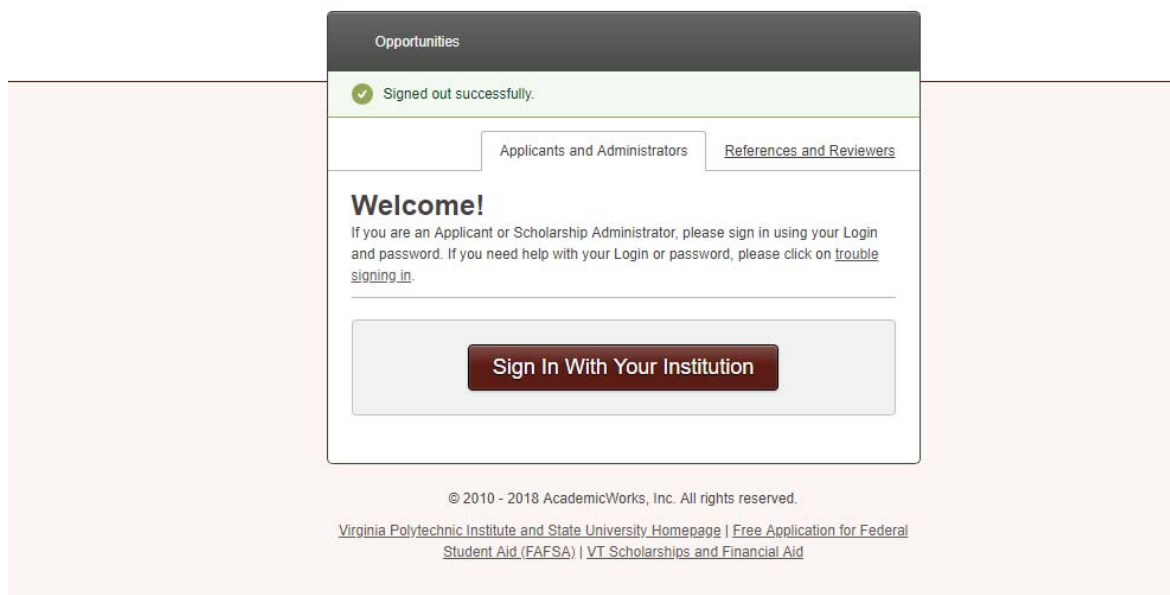 Opportunities
Signed out successfully.
Applicants and Administrators
References and Reviewers
Welcome!
If you are an Applicant or Scholarship Administrator, please sign in using your Login
and password. If you need help with your Login or password, please click on trouble
signing in.
Sign In With Your Institution
© 2010 - 2018 AcademicWorks, Inc. All rights reserved.
Virginia Polytechnic Institute and State University Homepage | Free Application for Federal
Student Aid (FAFSA) | VT Scholarships and Financial Aid